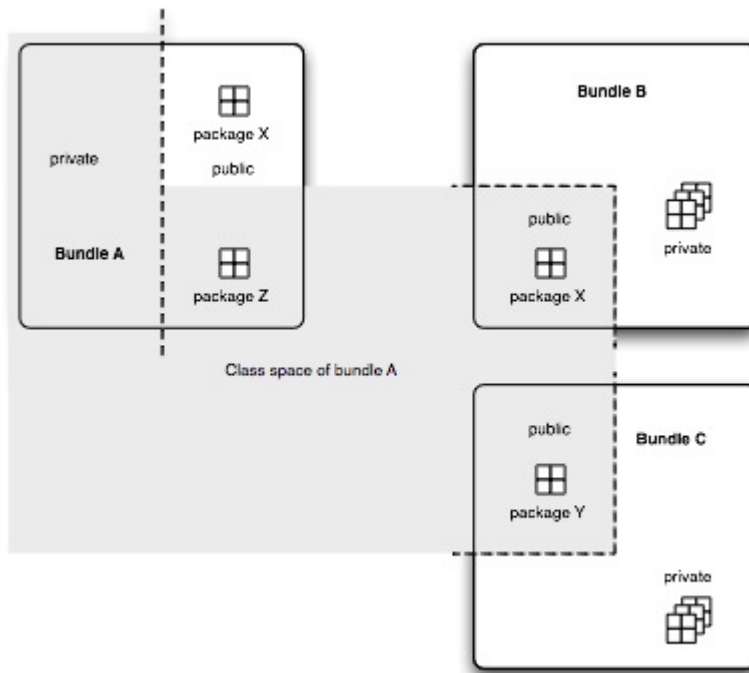 package X
private
public
Bundle A
package Z
Bundle B
public
private
package X
Class space of bundle A
public
Bundle C
package Y
private